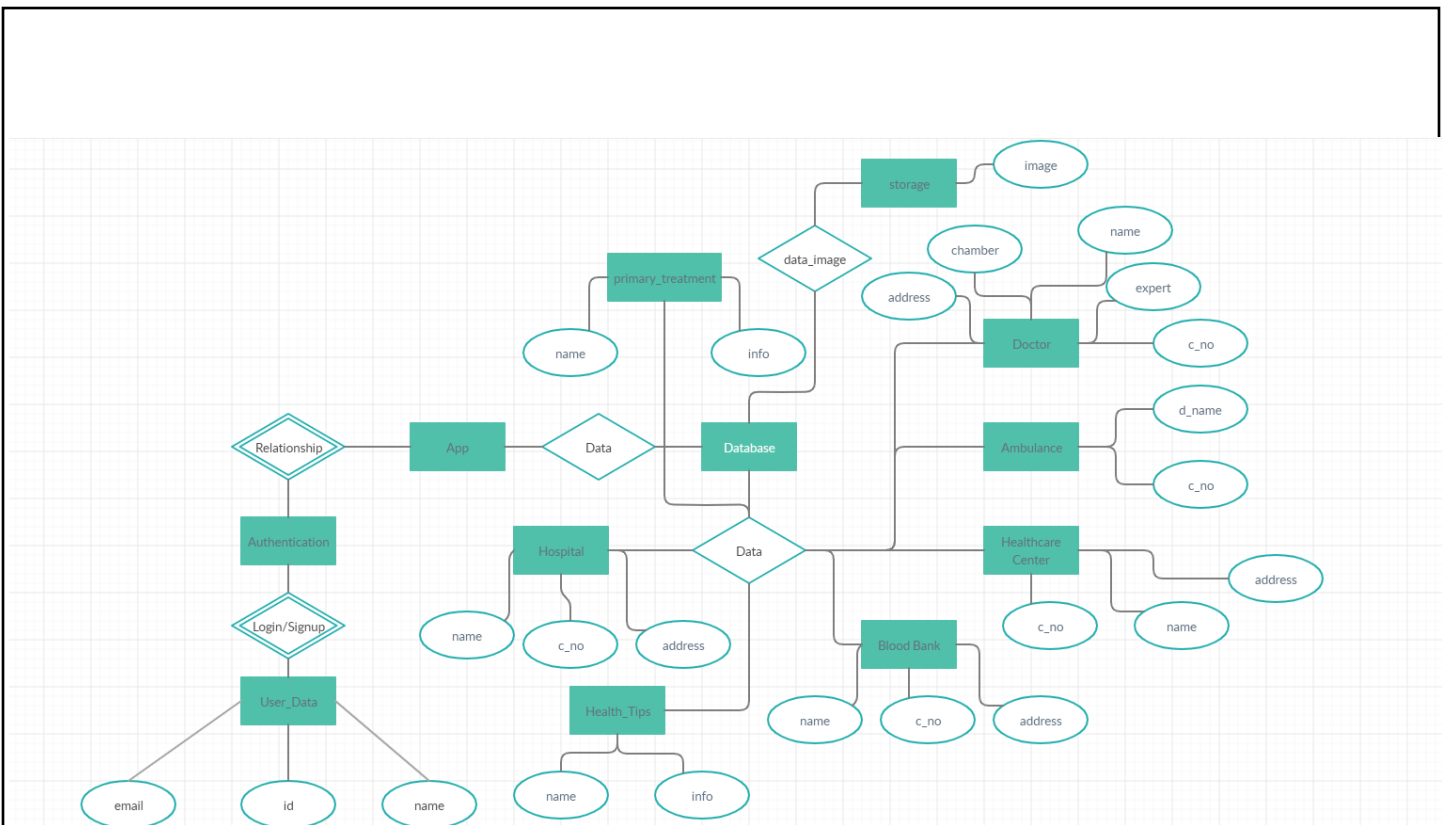 image
storage
name
chamber
data_image
primary_treatment
expert
address
Doctor
c_no
name
info
d_name
Relationship
App
Data
Database
Ambulance
c_no
Authentication
Hospital
Data
Healthcare
Center
address
Login/Signup
name
c_no
address
c_no
name
Blood Bank
User_Data
Health_Tips
name
c_no
address
email
id
name
name
info